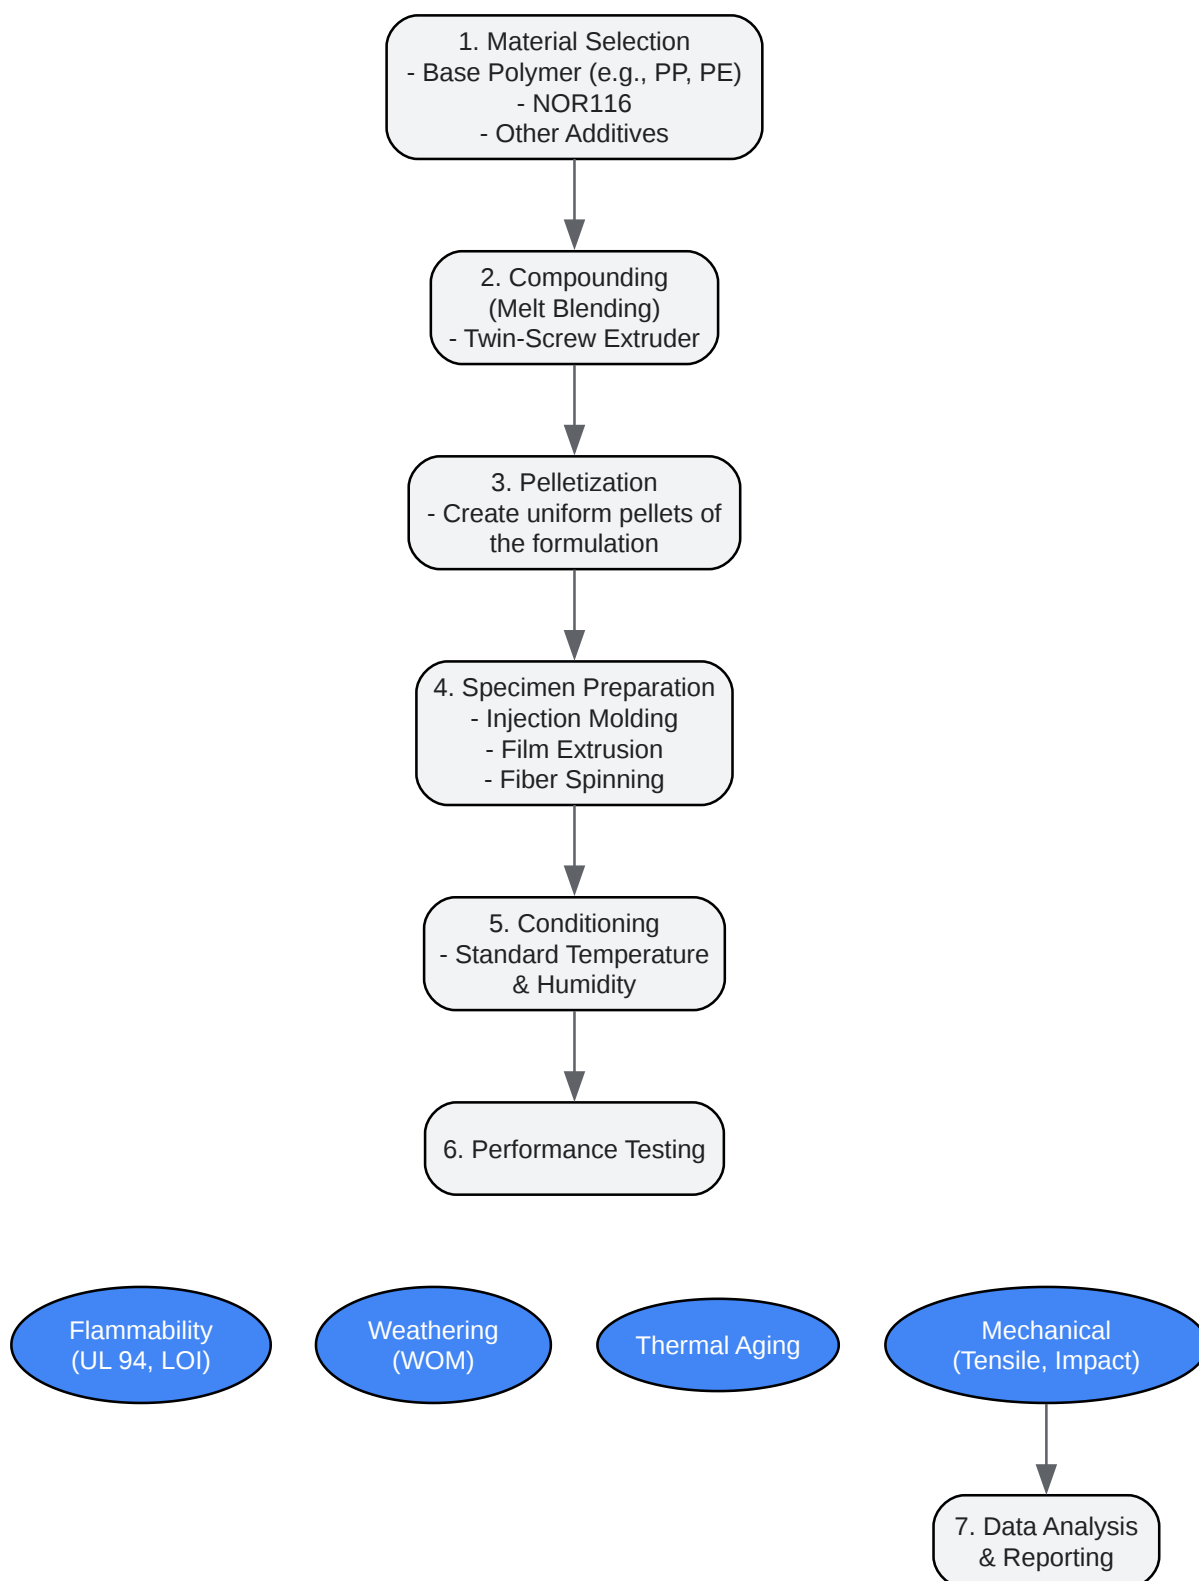 1. Material Selection
- Base Polymer (e.g., PP, PE)
- NOR116
- Other Additives
2. Compounding
(Melt Blending)
- Twin-Screw Extruder
3. Pelletization
- Create uniform pellets of
the formulation
4. Specimen Preparation
- Injection Molding
- Film Extrusion
- Fiber Spinning
5. Conditioning
- Standard Temperature
& Humidity
6. Performance Testing
Flammability
(UL 94, LOI)
Weathering
(WOM)
Thermal Aging
Mechanical
(Tensile, Impact)
7. Data Analysis
& Reporting